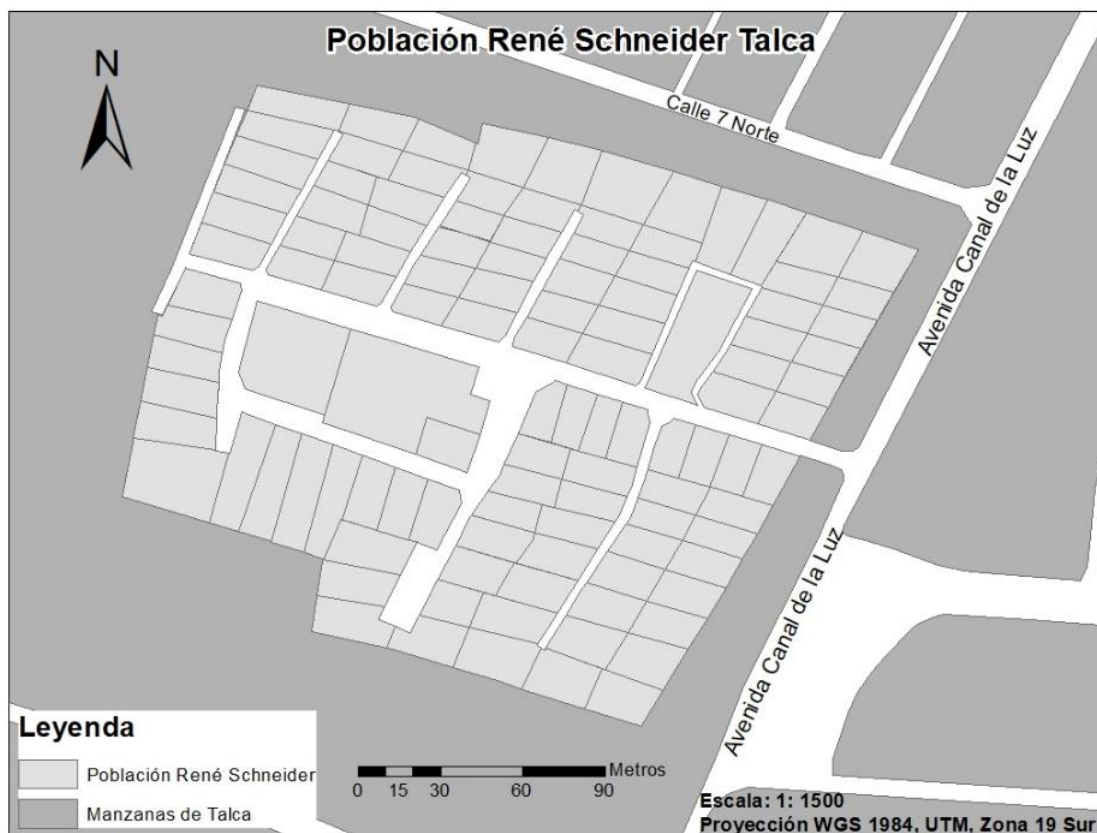 Población René Schneider Talca
N
Calle 7 Norte
Avenida Canal de la Luz
Avenida Canal de la Luz
Leyenda
Población René Schneider
Manzanas de Talca
Metros
0 15 30 60 90
Escala: 1: 1500
Proyección WGS 1984, UTM, Zona 19 Sur